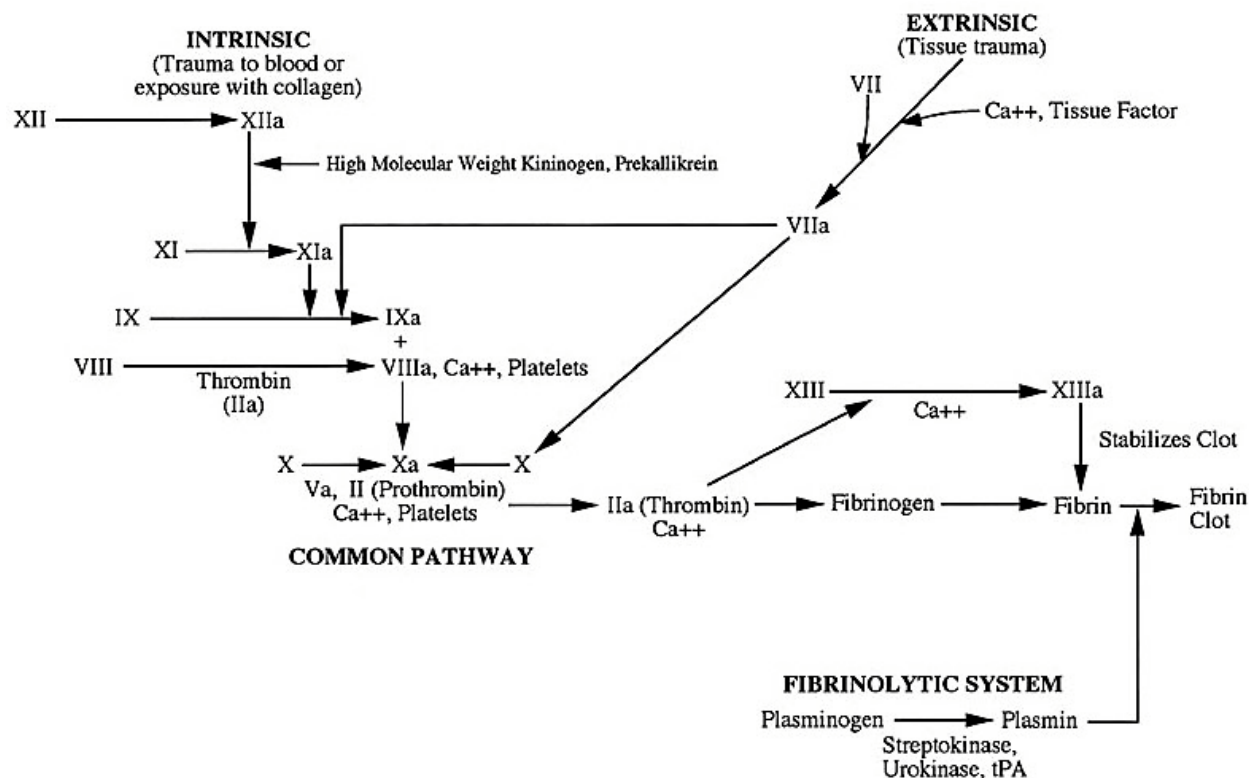 INTRINSIC
(Trauma to blood or
exposure with collagen)
EXTRINSIC
(Tissue trauma)
XII
XIIa
VII
Ca++, Tissue Factor
High Molecular Weight Kininogen, Prekallikrein
VIIa
XI
XIa
IX
IXa
+
VIII
Thrombin
(IIa)
VIIIa, Ca++, Platelets
XIII
Ca++
XIIIa
Stabilizes Clot
X
Xa
X
Va, II (Prothrombin)
Ca++, Platelets
IIa (Thrombin)
Ca++
Fibrinogen
Fibrin
Fibrin
Clot
COMMON PATHWAY
FIBRINOLYTIC SYSTEM
Plasminogen
Plasmin
Streptokinase,
Urokinase, tPA